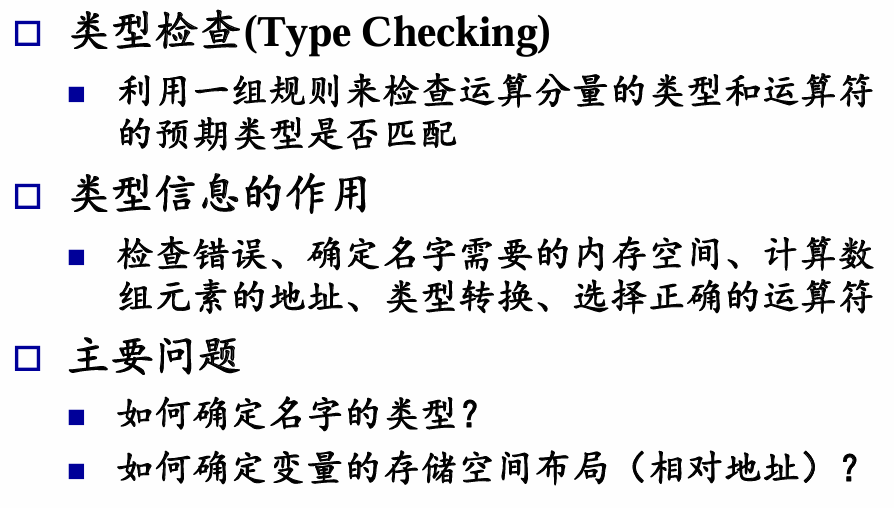 类型检查(Type Checking)
利用一组规则来检查运算分量的类型和运算符
的预期类型是否匹配
类型信息的作用
检查错误、确定名字需要的内存空间、计算数
组元素的地址、类型转换、选择正确的运算符
主要问题
如何确定名字的类型？
如何确定变量的存储空间布局（相对地址）？